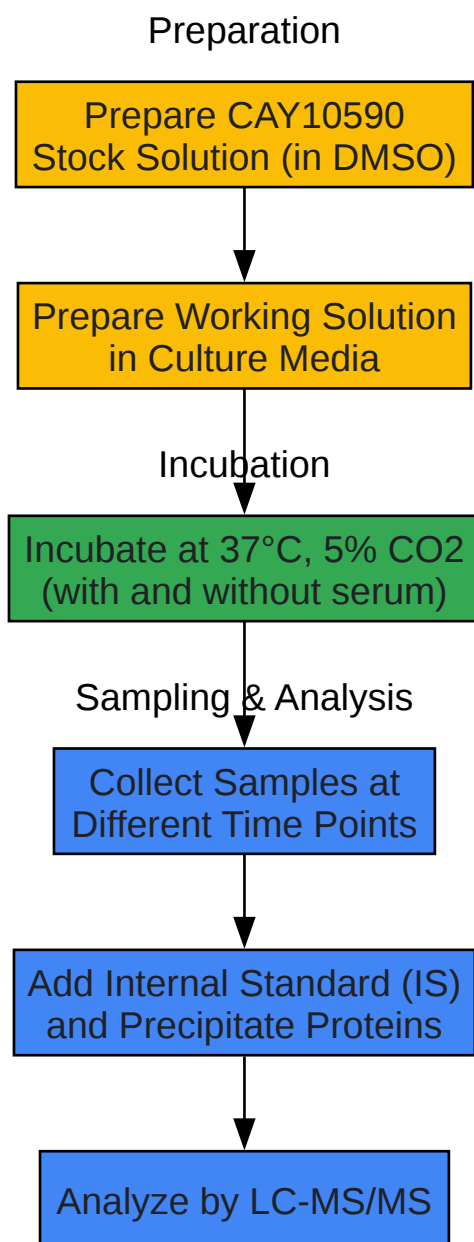 Preparation
Prepare CAY10590
Stock Solution (in DMSO)
Prepare Working Solution
in Culture Media
Incubation
Incubate at 37°C, 5% CO2
(with and without serum)
Sampling & Analysis
Collect Samples at
Different Time Points
Add Internal Standard (IS)
and Precipitate Proteins
Analyze by LC-MS/MS